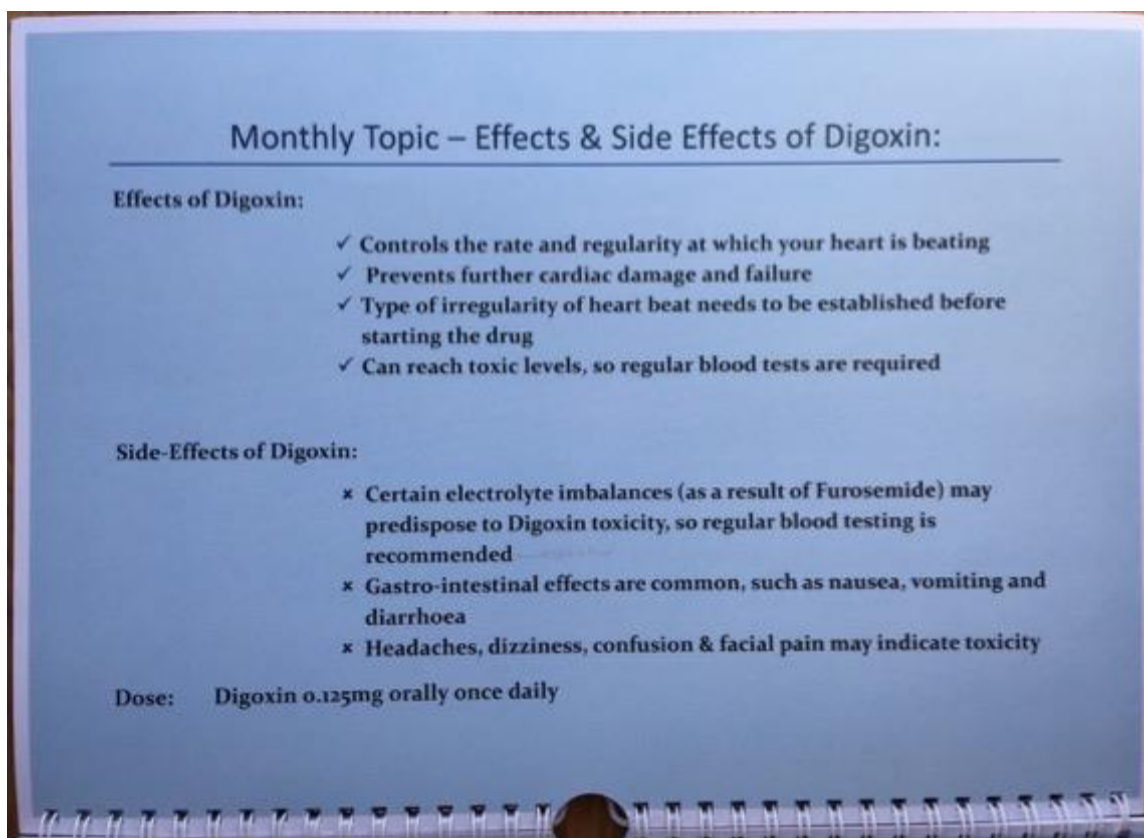 Monthly Topic – Effects & Side Effects of Digoxin:
Effects of Digoxin:
✓ Controls the rate and regularity at which your heart is beating
✓ Prevents further cardiac damage and failure
✓ Type of irregularity of heart beat needs to be established before
starting the drug
✓ Can reach toxic levels, so regular blood tests are required
Side-Effects of Digoxin:
× Certain electrolyte imbalances (as a result of Furosemide) may
predispose to Digoxin toxicity, so regular blood testing is
recommended
× Gastro-intestinal effects are common, such as nausea, vomiting and
diarrhoea
× Headaches, dizziness, confusion & facial pain may indicate toxicity
Dose: Digoxin 0.125mg orally once daily